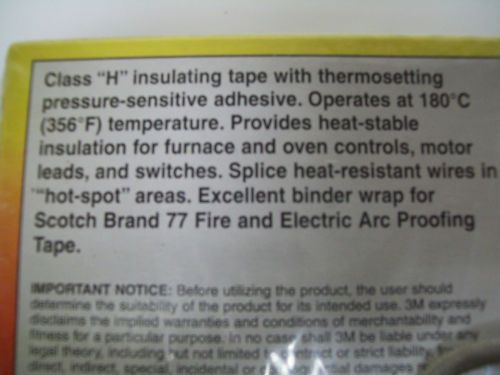 Class "H" insulating tape with thermosetting
pressure-sensitive adhesive. Operates at 180°C
(356°F) temperature. Provides heat-stable
insulation for furnace and oven controls, motor
leads, and switches. Splice heat-resistant wires in
"hot-spot" areas. Excellent binder wrap for
Scotch Brand 77 Fire and Electric Arc Proofing
Tape.
IMPORTANT NOTICE: Before utilizing the product, the user should
determine the suitability of the product for its intended use. 3M expressly
disclaims the implied warranties and conditions of merchantability and
fitness for a particular purpose. In no case shall 3M be liable under any
legal theory, including but not limited to contract or strict liability, for
direct, indirect, special, incidental or damages